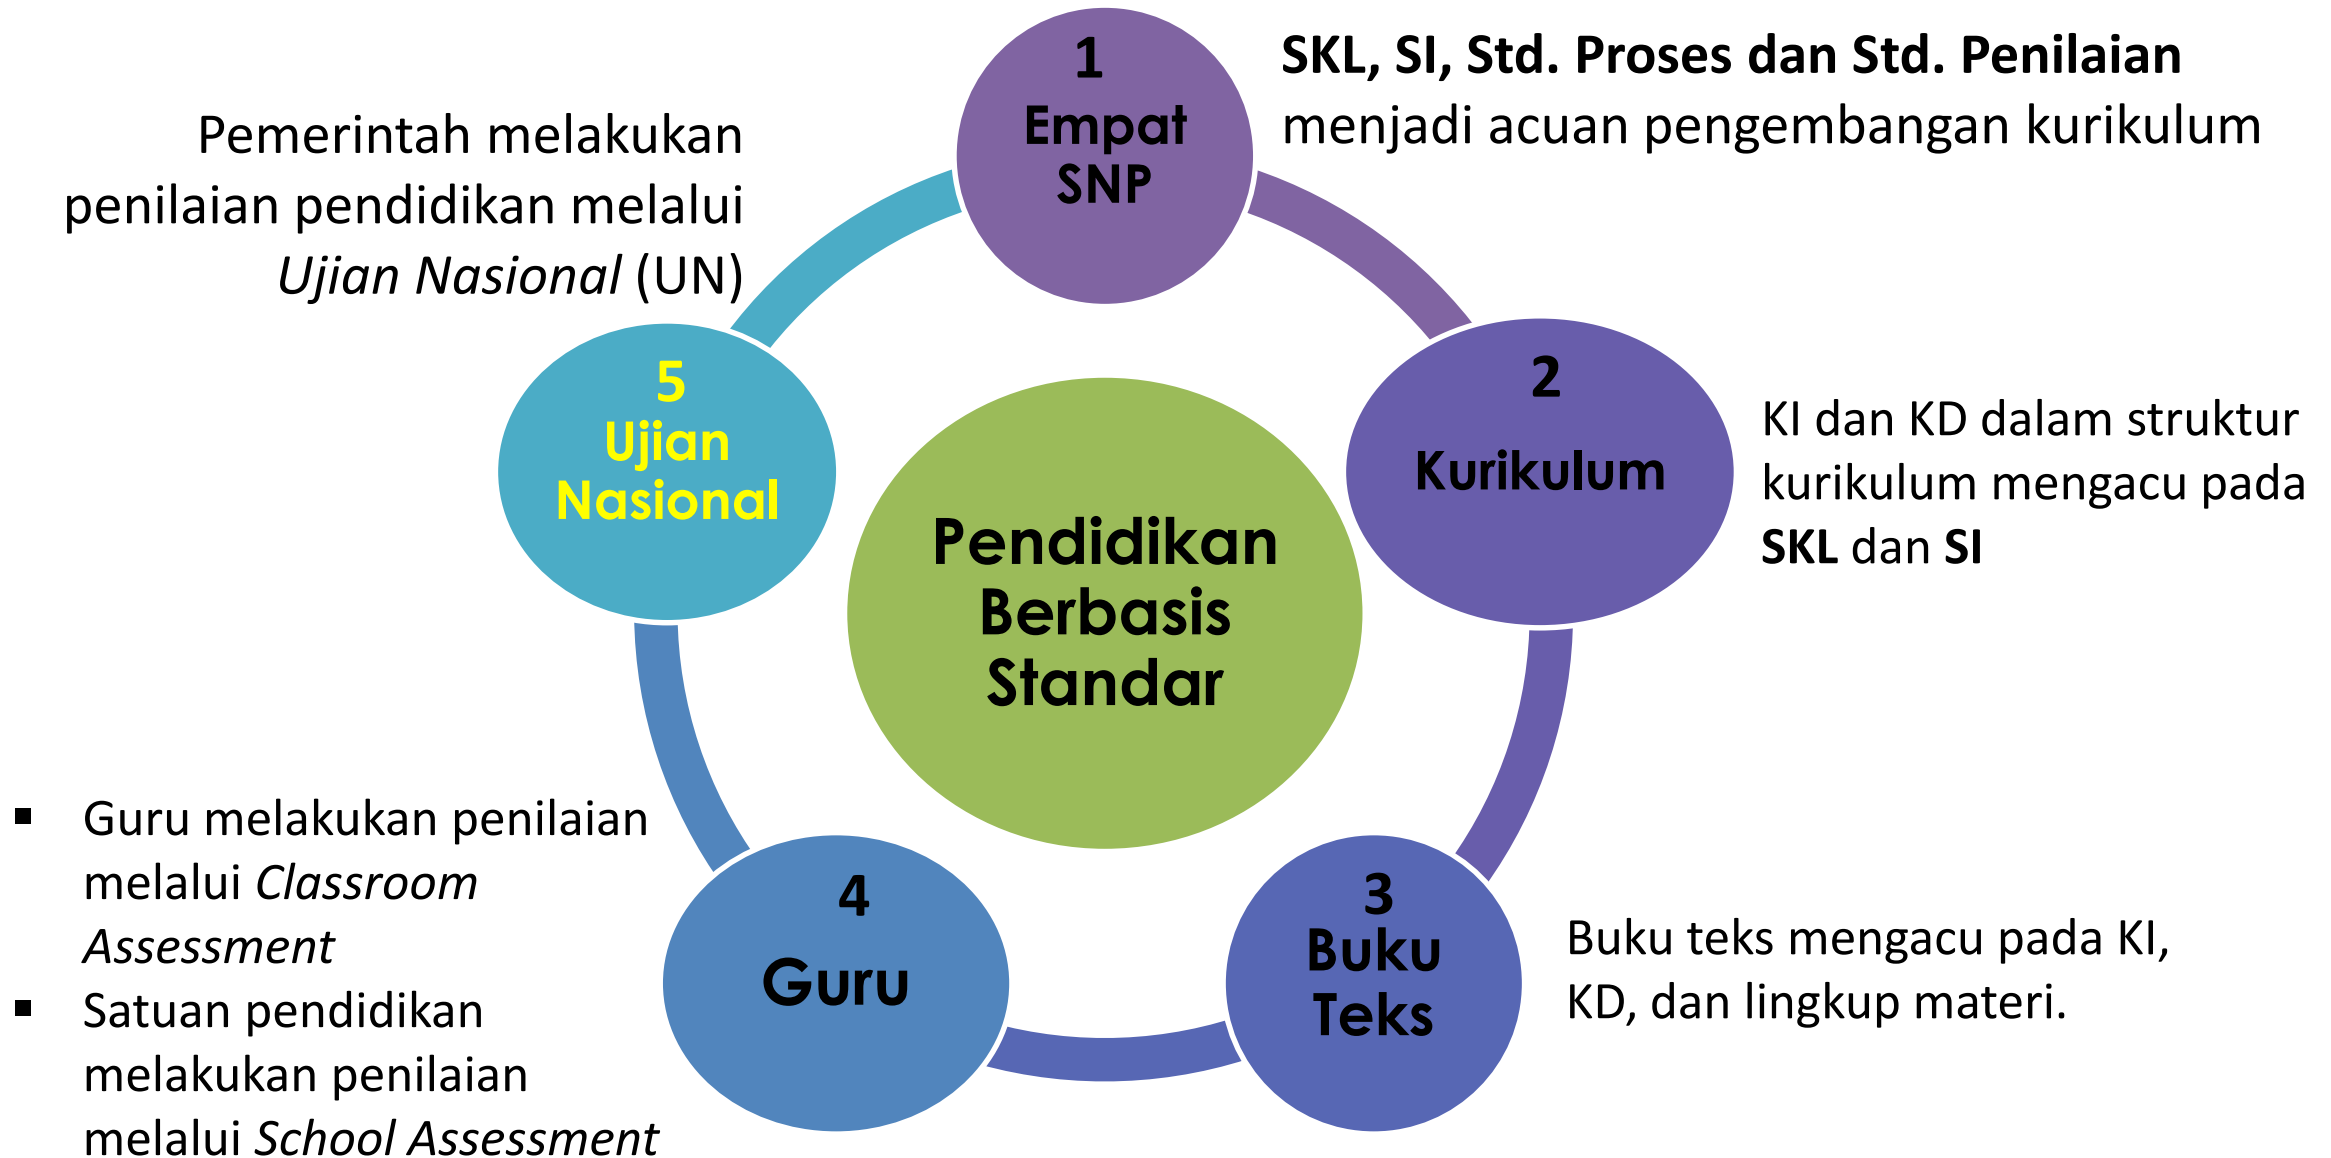 1
Empat
SNP
SKL, SI, Std. Proses dan Std. Penilaian
menjadi acuan pengembangan kurikulum
2
Kurikulum
KI dan KD dalam struktur
kurikulum mengacu pada
SKL dan SI
3
Buku
Teks
Buku teks mengacu pada KI,
KD, dan lingkup materi.
4
Guru
▪ Guru melakukan penilaian
melalui Classroom
Assessment
▪ Satuan pendidikan
melakukan penilaian
melalui School Assessment
5
Ujian
Nasional
Pemerintah melakukan
penilaian pendidikan melalui
Ujian Nasional (UN)
Pendidikan
Berbasis
Standar